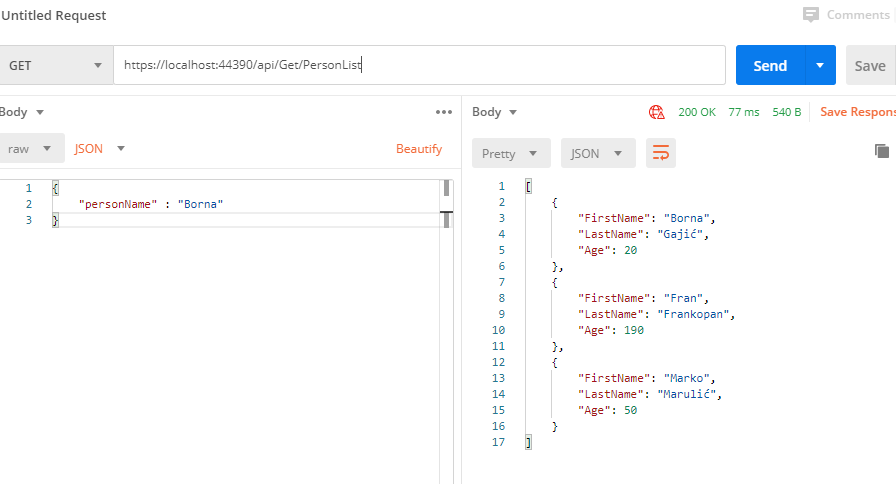 Untitled Request
Comments
GET
https://localhost:44390/api/Get/PersonList
Send
Save
Body
raw
JSON
Beautify
1 {
2 "personName" : "Borna"
3 }
Body
200 OK 77 ms 540 B Save Respons
Pretty
JSON
1 [
2 {
3 "FirstName": "Borna",
4 "LastName": "Gajić",
5 "Age": 20
6 },
7 {
8 "FirstName": "Fran",
9 "LastName": "Frankopan",
10 "Age": 190
11 },
12 {
13 "FirstName": "Marko",
14 "LastName": "Marulić",
15 "Age": 50
16 }
17 ]